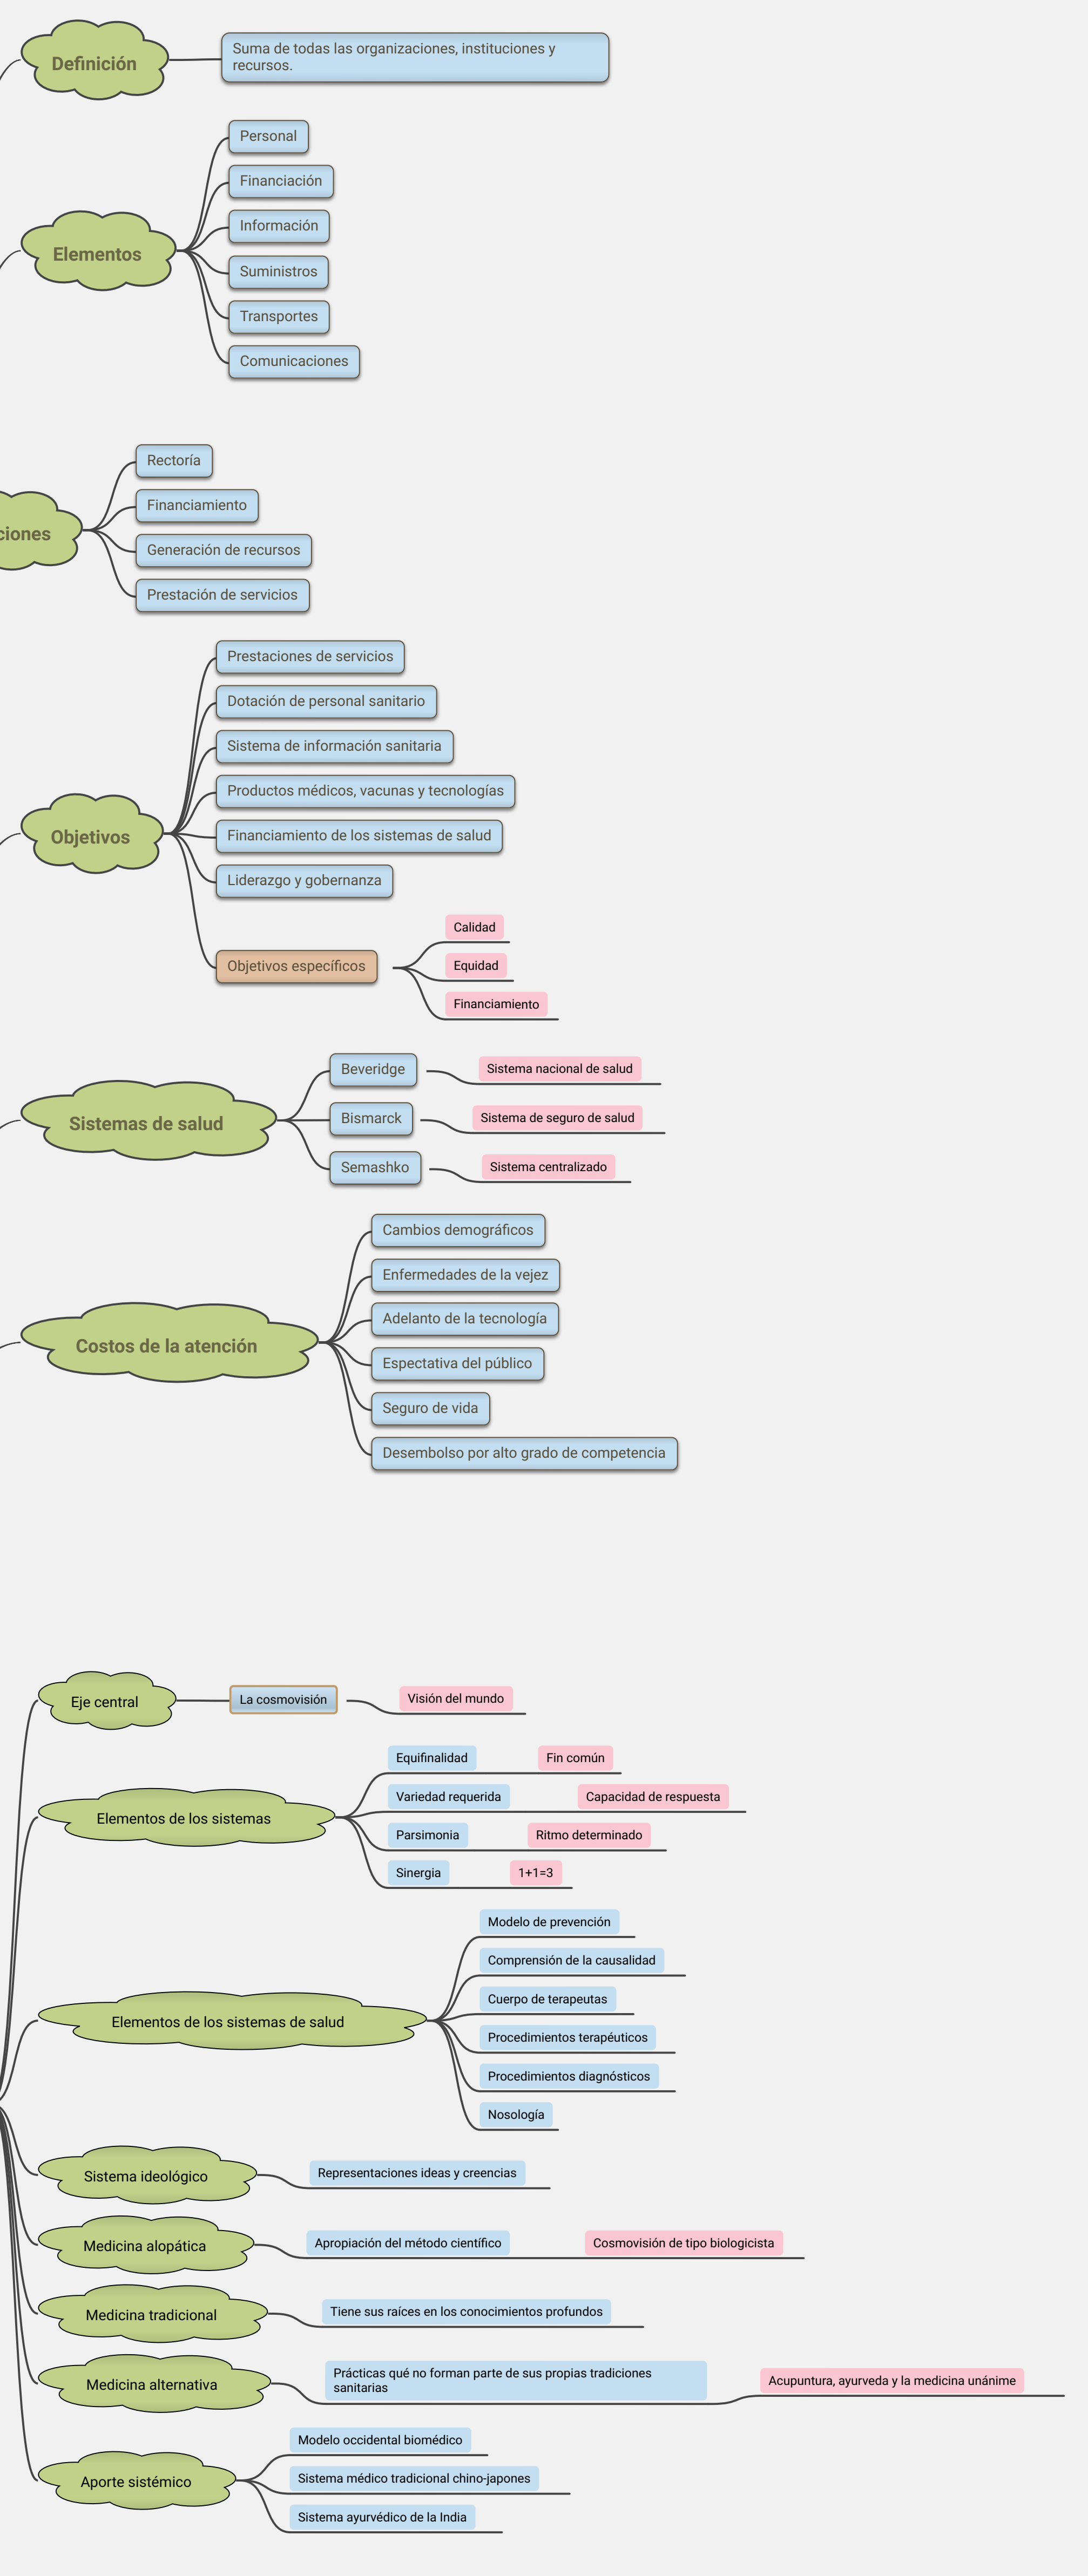 Definición
Suma de todas las organizaciones, instituciones y
recursos.
Elementos
Personal
Financiación
Información
Suministros
Transportes
Comunicaciones
ciones
Rectoría
Financiamiento
Generación de recursos
Prestación de servicios
Objetivos
Prestaciones de servicios
Dotación de personal sanitario
Sistema de información sanitaria
Productos médicos, vacunas y tecnologías
Financiamiento de los sistemas de salud
Liderazgo y gobernanza
Objetivos específicos
Calidad
Equidad
Financiamiento
Sistemas de salud
Beveridge
Sistema nacional de salud
Bismarck
Sistema de seguro de salud
Semashko
Sistema centralizado
Costos de la atención
Cambios demográficos
Enfermedades de la vejez
Adelanto de la tecnología
Espectativa del público
Seguro de vida
Desembolso por alto grado de competencia
Eje central
La cosmovisión
Visión del mundo
Elementos de los sistemas
Equifinalidad
Fin común
Variedad requerida
Capacidad de respuesta
Parsimonia
Ritmo determinado
Sinergia
1+1=3
Elementos de los sistemas de salud
Modelo de prevención
Comprensión de la causalidad
Cuerpo de terapeutas
Procedimientos terapéuticos
Procedimientos diagnósticos
Nosología
Sistema ideológico
Representaciones ideas y creencias
Medicina alopática
Apropiación del método científico
Cosmovisión de tipo biologicista
Medicina tradicional
Tiene sus raíces en los conocimientos profundos
Medicina alternativa
Prácticas qué no forman parte de sus propias tradiciones
sanitarias
Acupuntura, ayurveda y la medicina unánime
Aporte sistémico
Modelo occidental biomédico
Sistema médico tradicional chino-japones
Sistema ayurvédico de la India